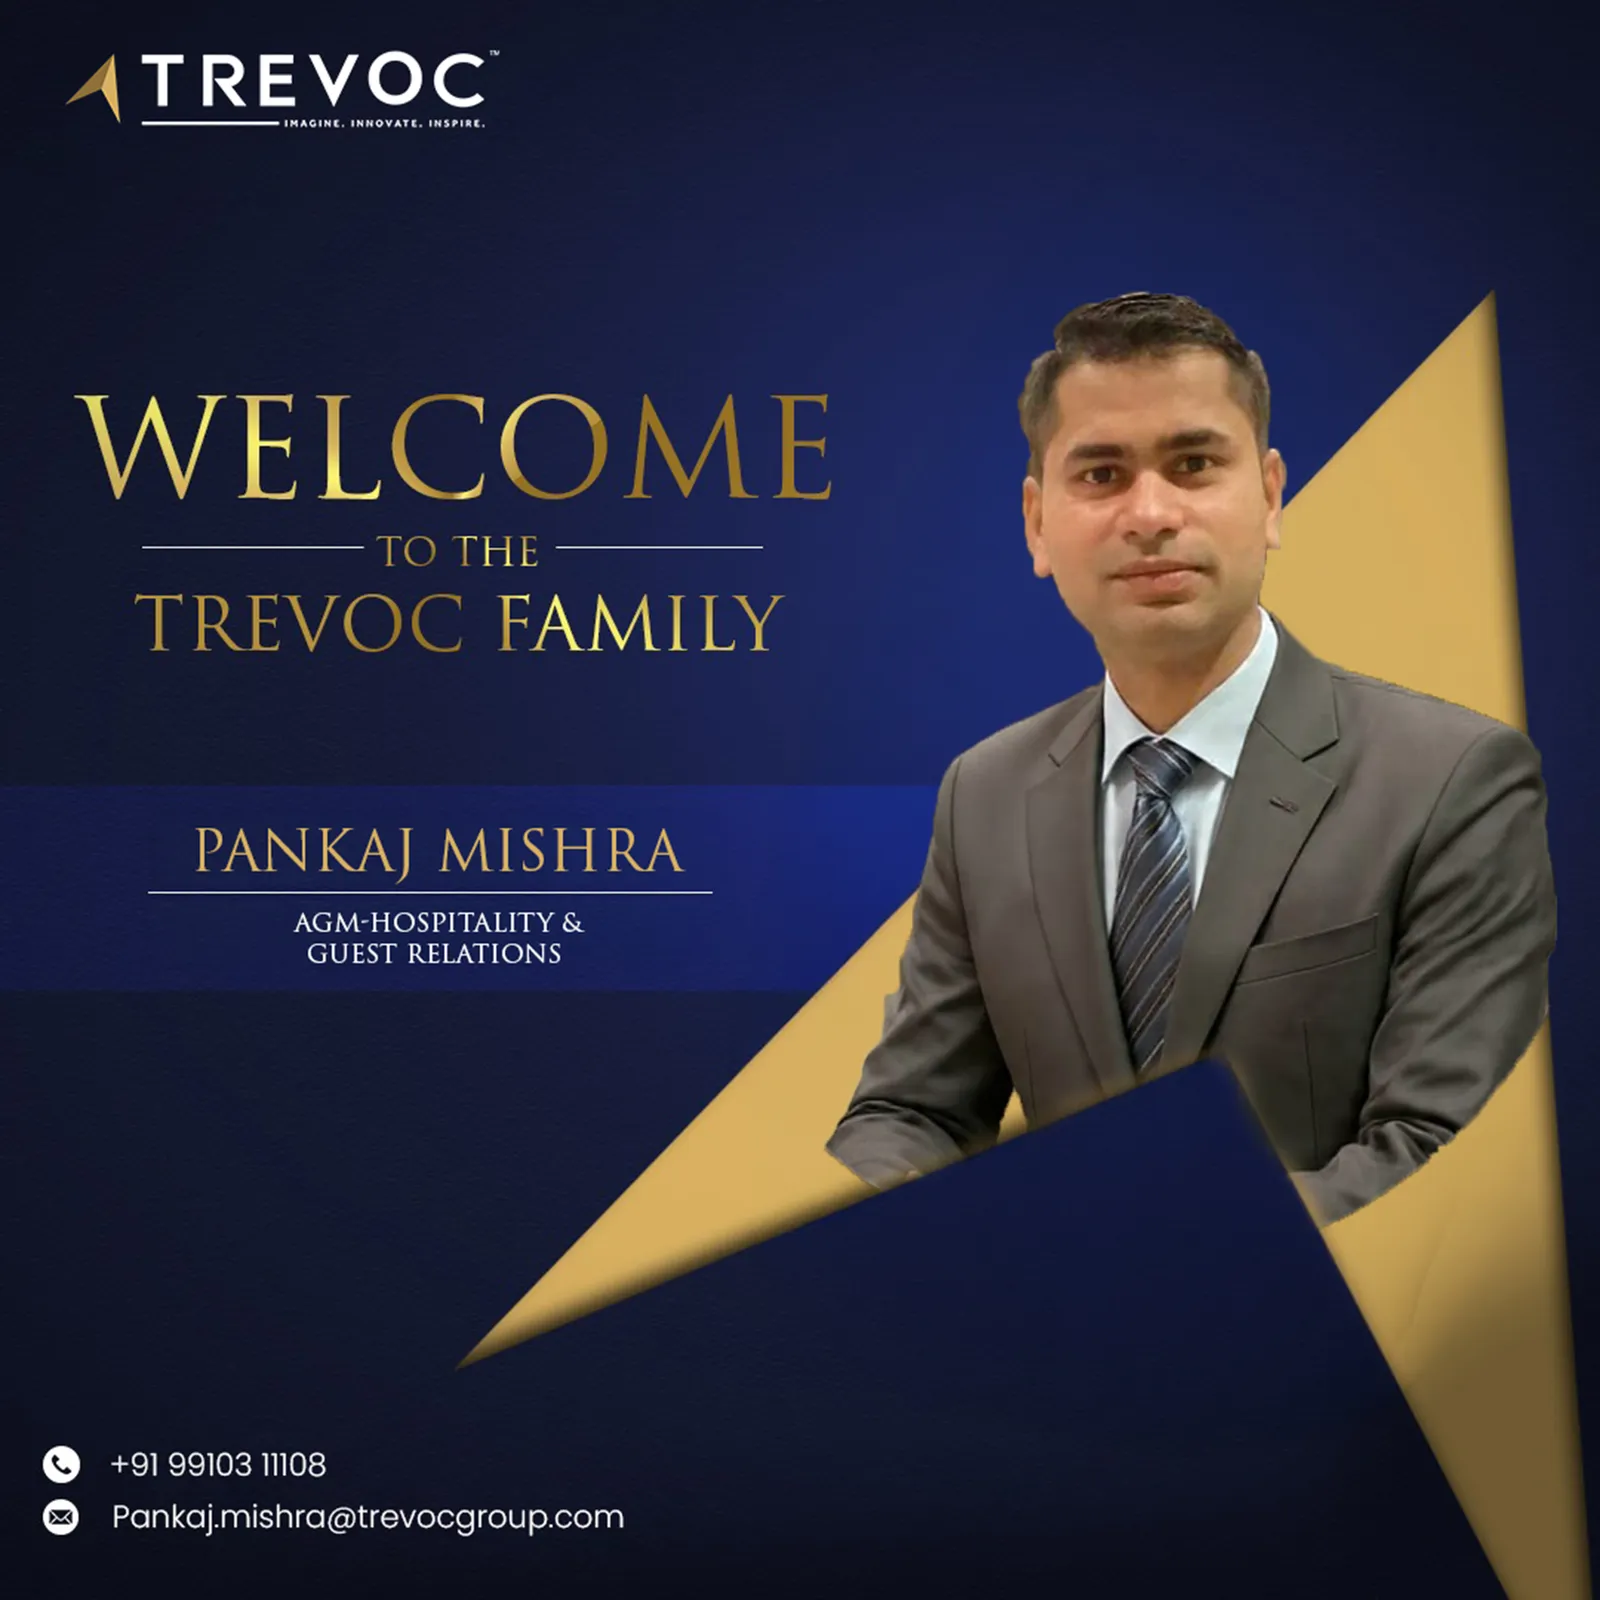 TREVOC™
IMAGINE. INNOVATE. INSPIRE.
WELCOME
TO THE
TREVOC FAMILY
PANKAJ MISHRA
AGM-HOSPITALITY &
GUEST RELATIONS
+91 99103 11108
Pankaj.mishra@trevocgroup.com